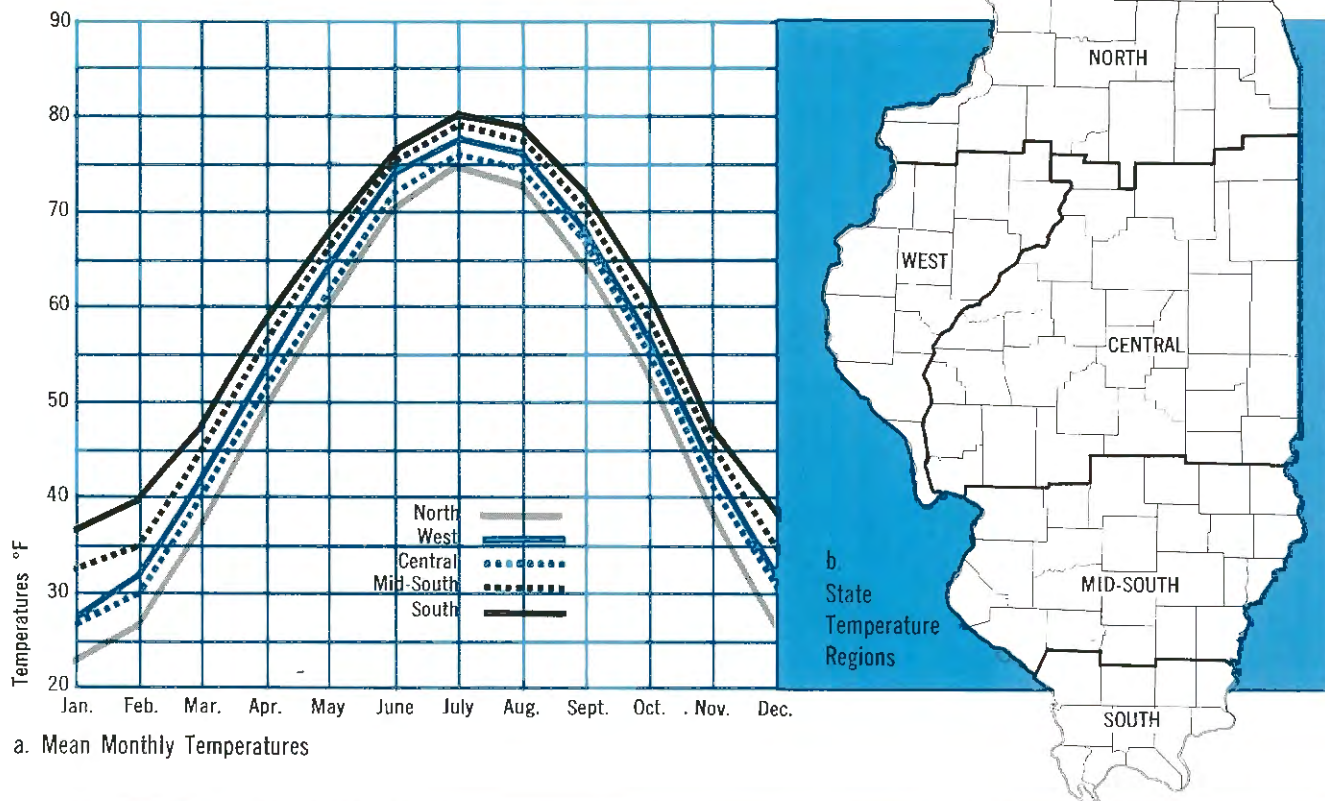 90
80
70
60
50
40
30
20
Temperatures °F
Jan. Feb. Mar. Apr. May June July Aug. Sept. Oct. Nov. Dec.
North
West
Central
Mid-South
South
a. Mean Monthly Temperatures
NORTH
WEST
CENTRAL
MID-SOUTH
SOUTH
b.
State
Temperature
Regions